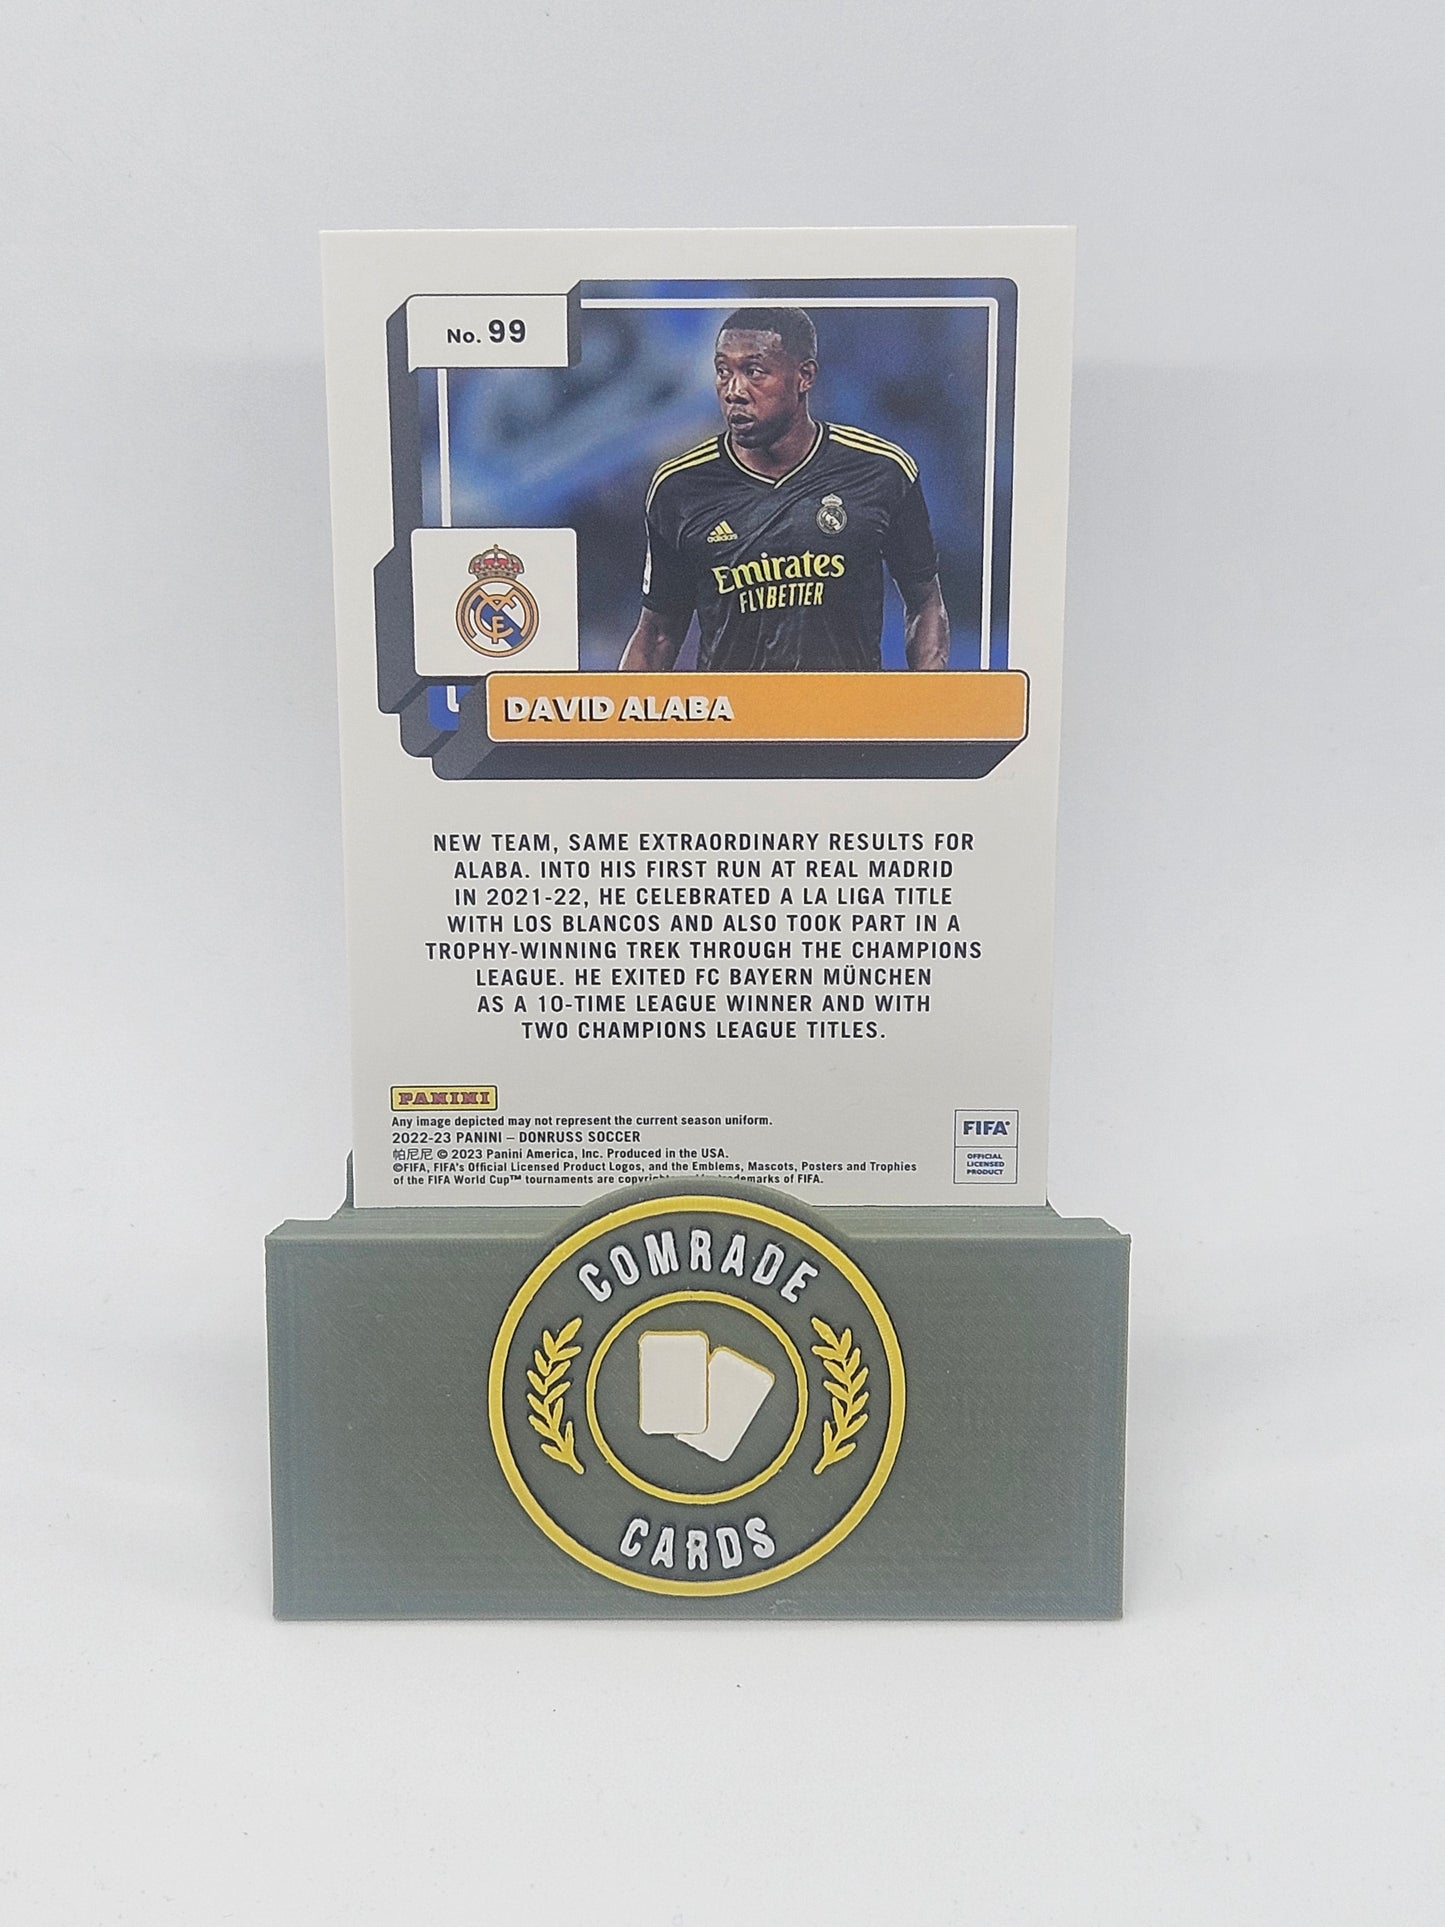 No. 99
adidas
Emirates
FLY BETTER
DAVID ALABA
NEW TEAM, SAME EXTRAORDINARY RESULTS FOR
ALABA. INTO HIS FIRST RUN AT REAL MADRID
IN 2021-22, HE CELEBRATED A LA LIGA TITLE
WITH LOS BLANCOS AND ALSO TOOK PART IN A
TROPHY-WINNING TREK THROUGH THE CHAMPIONS
LEAGUE. HE EXITED FC BAYERN MÜNCHEN
AS A 10-TIME LEAGUE WINNER AND WITH
TWO CHAMPIONS LEAGUE TITLES.
PANINI
Any image depicted may not represent the current season uniform.
2022-23 PANINI – DONRUSS SOCCER
帕尼尼 © 2023 Panini America, Inc. Produced in the USA.
©FIFA, FIFA's Official Licensed Product Logos, and the Emblems, Mascots, Posters and Trophies
of the FIFA World Cup™ tournaments are of FIFA.
FIFA
OFFICIAL
LICENSED
PRODUCT
COMRADE
CARDS